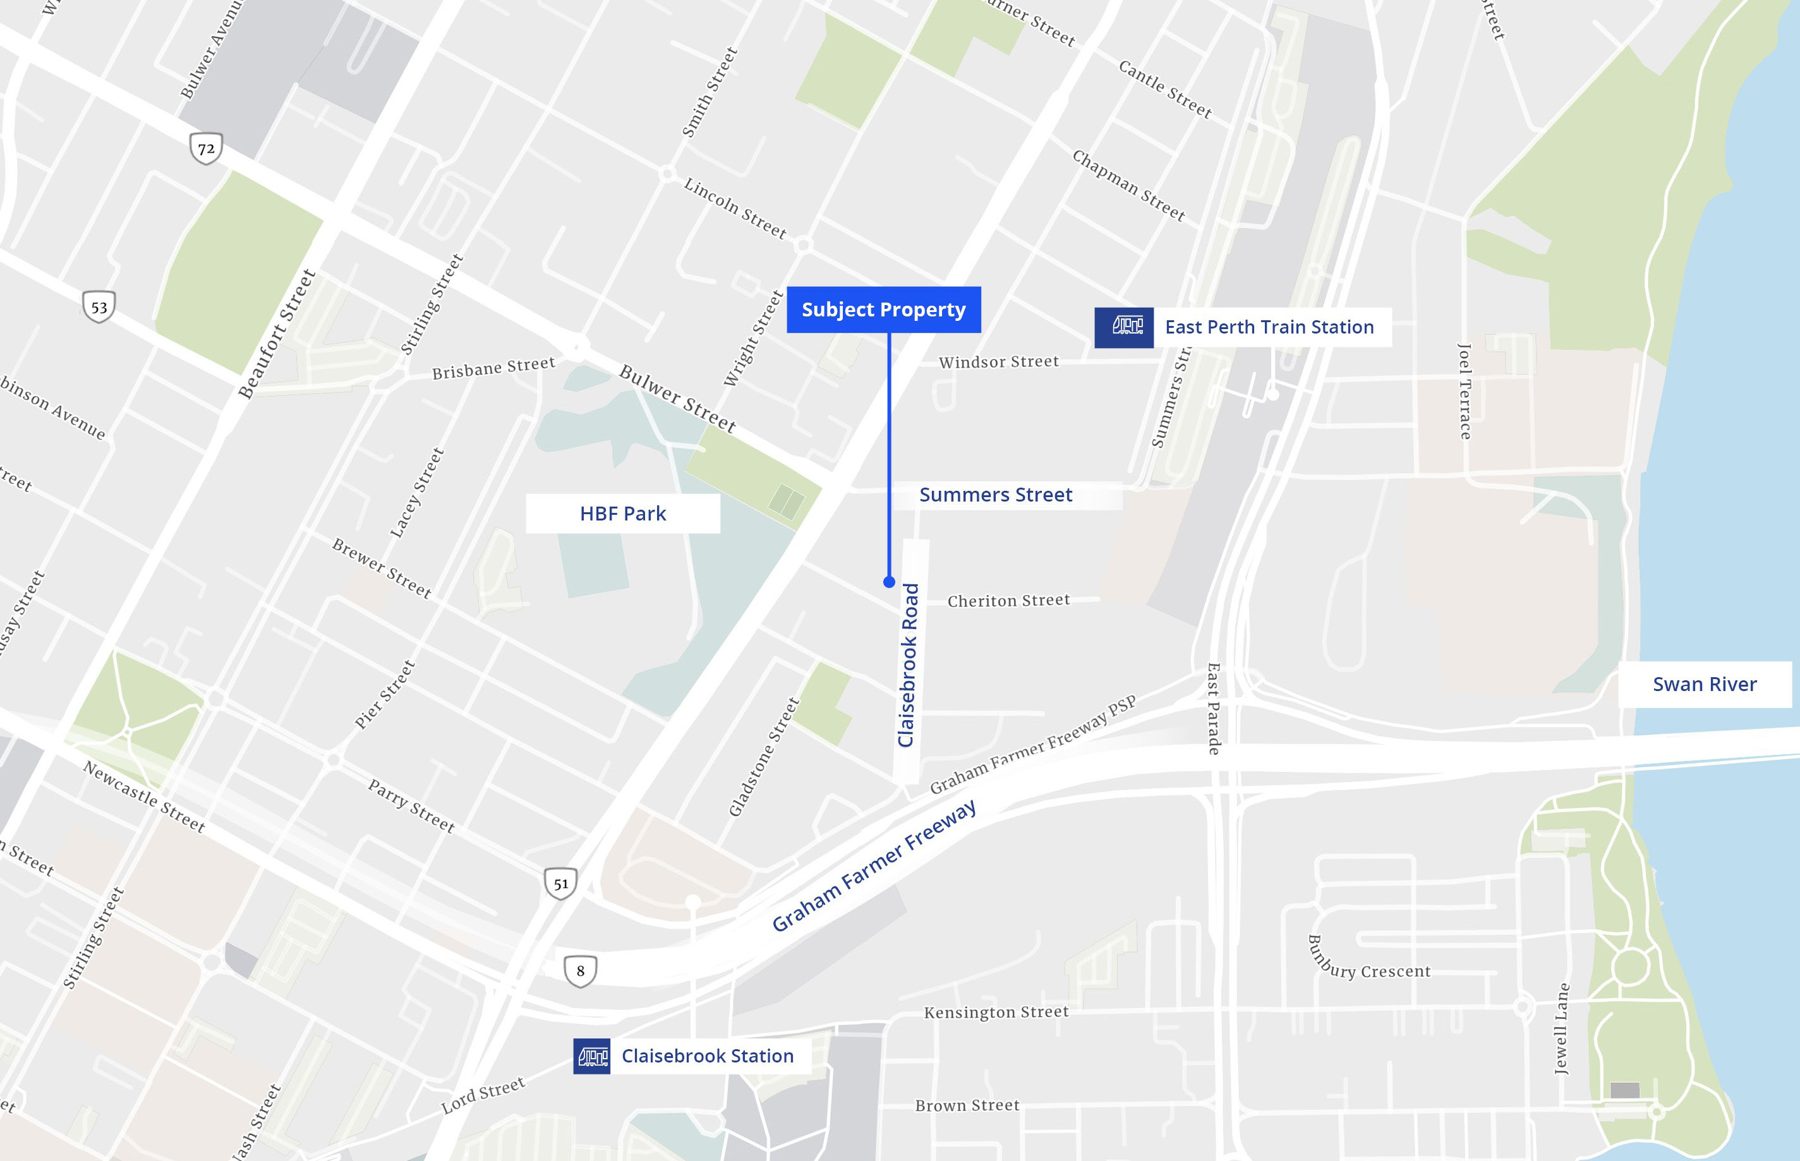 Bulwer Avenue
Smith Street
Cantle Street
72
Chapman Street
Lincoln Street
Stirling Street
53
Beaufort Street
Wright Street
Subject Property
East Perth Train Station
Windsor Street
Brisbane Street
Bulwer Street
Joel Terrace
Lacey Street
Summers Street
HBF Park
Brewer Street
Cheriton Street
Claisebrook Road
Pier Street
East Parade
Swan River
Gladstone Street
Graham Farmer Freeway PSP
Newcastle Street
Parry Street
Graham Farmer Freeway
51
8
Stirling Street
Bunbury Crescent
Kensington Street
Jewell Lane
Claisebrook Station
Lord Street
Brown Street